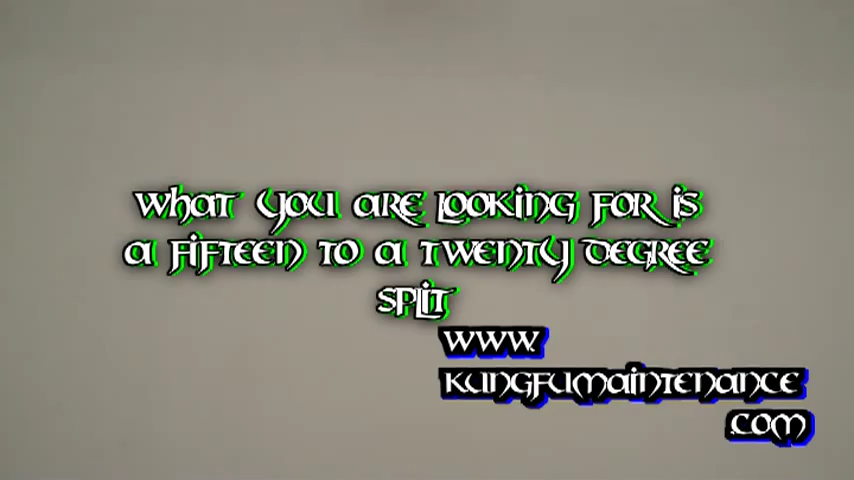 What you are looking for is
a fifteen to a twenty degree
split
www.
kungfumaintenance
.com